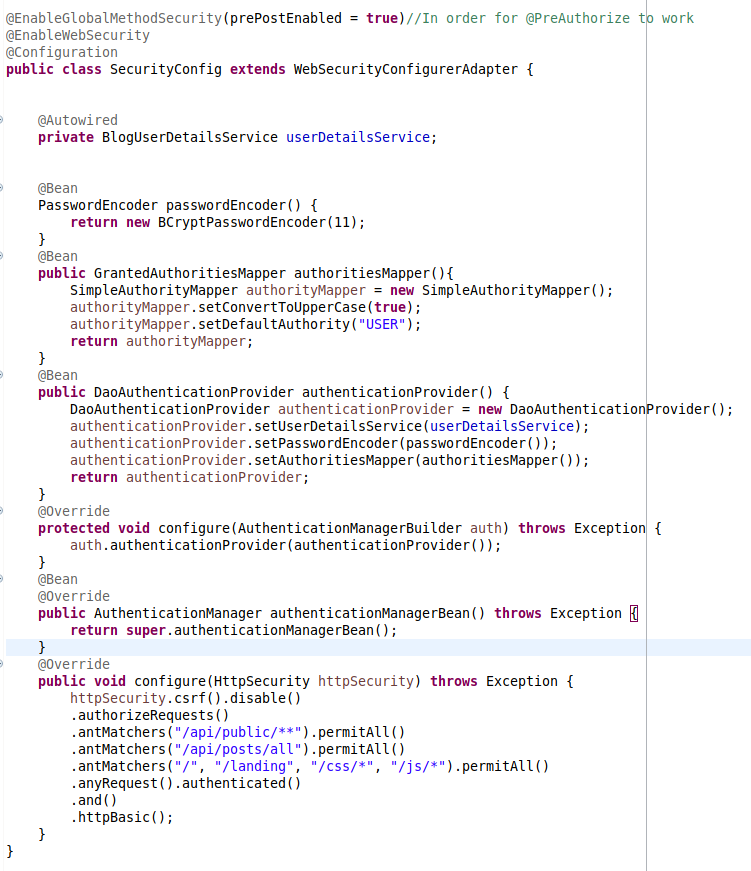 @EnableGlobalMethodSecurity(prePostEnabled = true)//In order for @PreAuthorize to work
@EnableWebSecurity
@Configuration
public class SecurityConfig extends WebSecurityConfigurerAdapter {
@Autowired
private BlogUserDetailsService userDetailsService;
@Bean
PasswordEncoder passwordEncoder() {
return new BCryptPasswordEncoder(11);
}
@Bean
public GrantedAuthoritiesMapper authoritiesMapper(){
SimpleAuthorityMapper authorityMapper = new SimpleAuthorityMapper();
authorityMapper.setConvertToUpperCase(true);
authorityMapper.setDefaultAuthority("USER");
return authorityMapper;
}
@Bean
public DaoAuthenticationProvider authenticationProvider() {
DaoAuthenticationProvider authenticationProvider = new DaoAuthenticationProvider();
authenticationProvider.setUserDetailsService(userDetailsService);
authenticationProvider.setPasswordEncoder(passwordEncoder());
authenticationProvider.setAuthoritiesMapper(authoritiesMapper());
return authenticationProvider;
}
@Override
protected void configure(AuthenticationManagerBuilder auth) throws Exception {
auth.authenticationProvider(authenticationProvider());
}
@Bean
@Override
public AuthenticationManager authenticationManagerBean() throws Exception {
return super.authenticationManagerBean();
}
@Override
public void configure(HttpSecurity httpSecurity) throws Exception {
httpSecurity.csrf().disable()
.authorizeRequests()
.antMatchers("/api/public/**").permitAll()
.antMatchers("/api/posts/all").permitAll()
.antMatchers("/", "/landing", "/css/*", "/js/*").permitAll()
.anyRequest().authenticated()
.and()
.httpBasic();
}
}